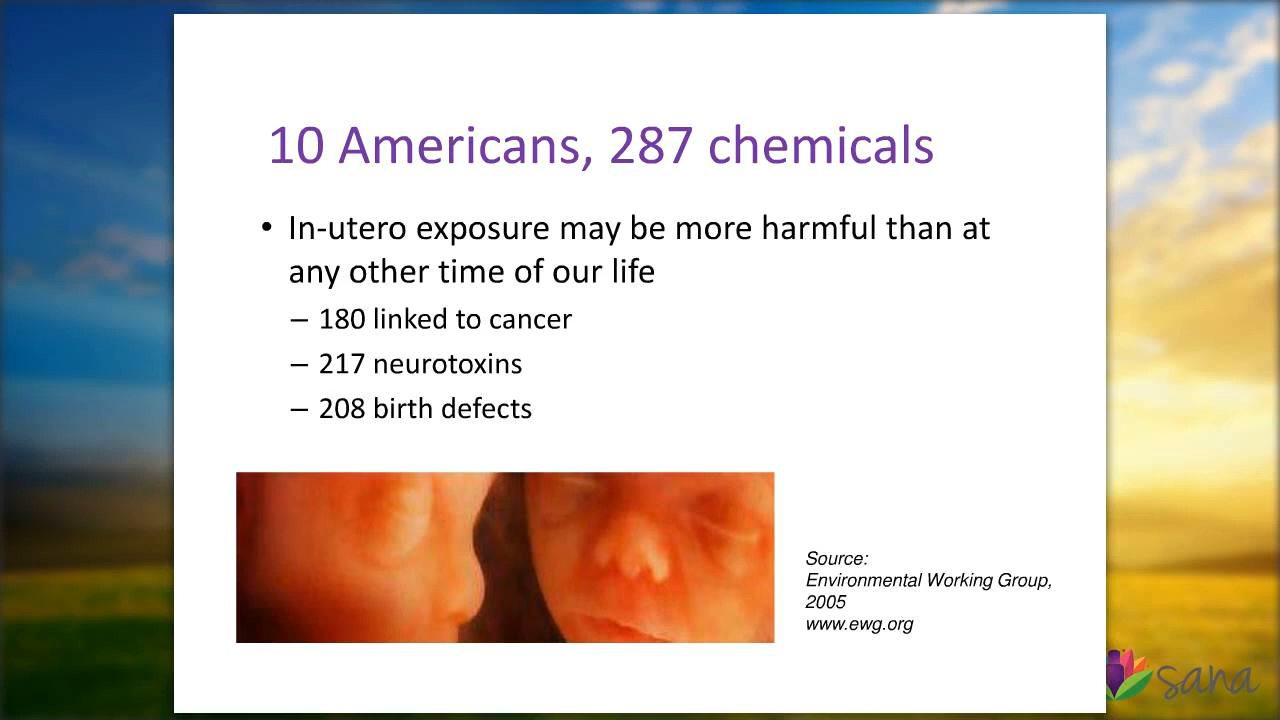 10 Americans, 287 chemicals
• In-utero exposure may be more harmful than at
any other time of our life
– 180 linked to cancer
– 217 neurotoxins
– 208 birth defects
Source:
Environmental Working Group,
2005
www.ewg.org
sana